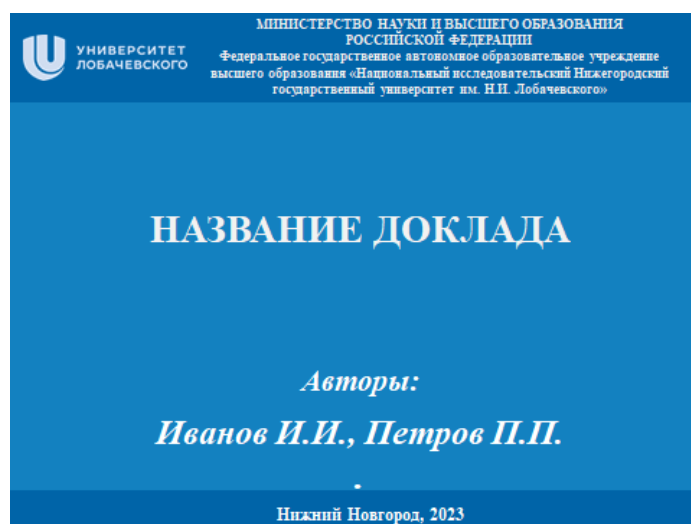 УНИВЕРСИТЕТ
ЛОБАЧЕВСКОГО
МИНИСТЕРСТВО НАУКИ И ВЫСШЕГО ОБРАЗОВАНИЯ
РОССИЙСКОЙ ФЕДЕРАЦИИ
Федеральное государственное автономное образовательное учреждение
высшего образования «Национальный исследовательский Нижегородский
государственный университет им. Н.И. Лобачевского»
НАЗВАНИЕ ДОКЛАДА
Авторы:
Иванов И.И., Петров П.П.
.
Нижний Новгород, 2023